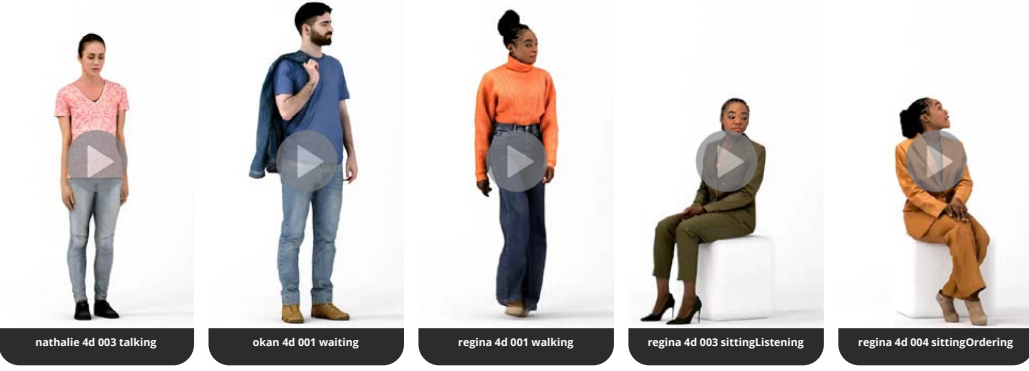 nathalie 4d 003 talking
okan 4d 001 waiting
regina 4d 001 walking
regina 4d 003 sittingListening
regina 4d 004 sittingOrdering